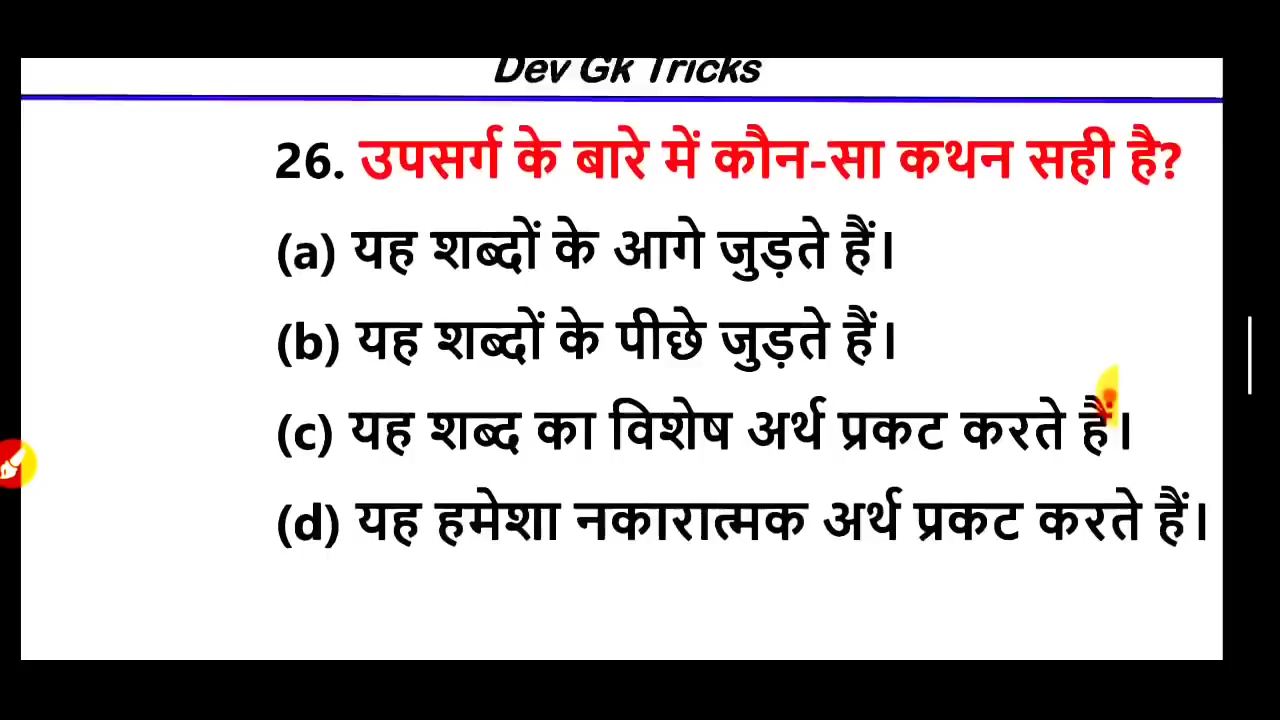 Dev Gk Tricks
26. उपसर्ग के बारे में कौन-सा कथन सही है?
(a) यह शब्दों के आगे जुड़ते हैं।
(b) यह शब्दों के पीछे जुड़ते हैं।
(c) यह शब्द का विशेष अर्थ प्रकट करते हैं।
(d) यह हमेशा नकारात्मक अर्थ प्रकट करते हैं।